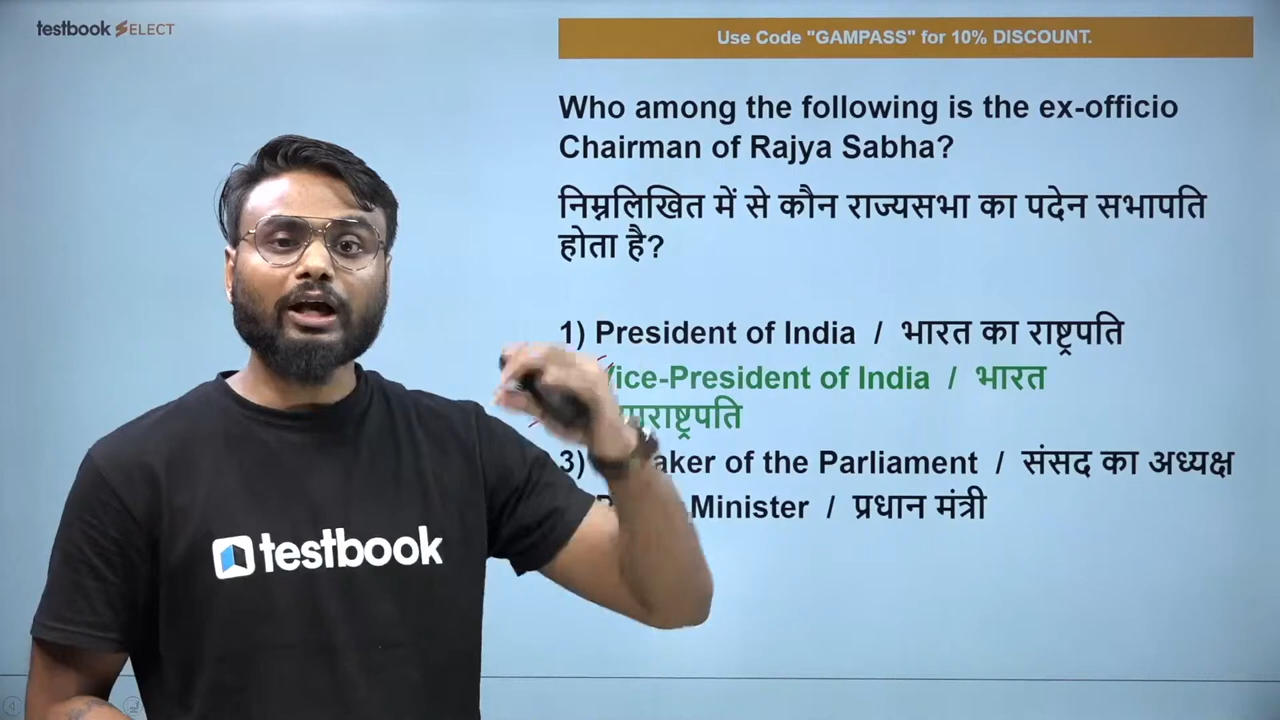 testbook SELECT
Use Code "GAMPASS" for 10% DISCOUNT.
Who among the following is the ex-officio
Chairman of Rajya Sabha?
निम्नलिखित में से कौन राज्यसभा का पदेन सभापति
होता है?
1) President of India / भारत का राष्ट्रपति
Vice-President of India / भारत
3) of the Parliament / संसद का अध्यक्ष
Minister / प्रधान मंत्री
testbook